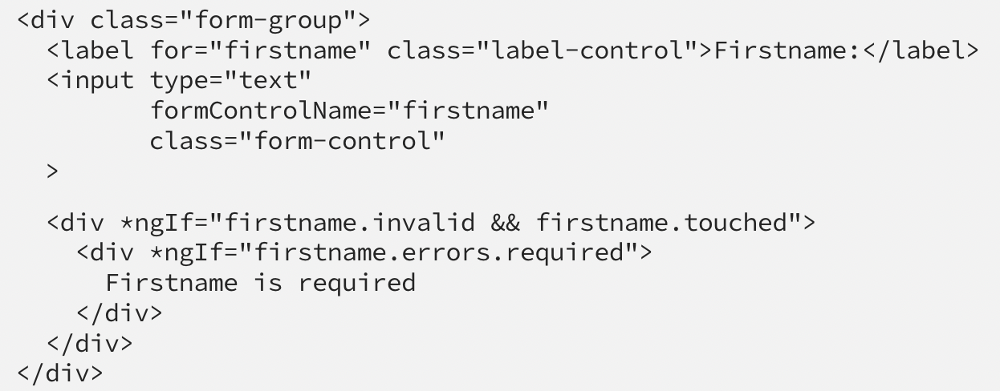 <div class="form-group">
  <label for="firstname" class="label-control">Firstname:</label>
  <input type="text"
         formControlName="firstname"
         class="form-control"
  >

  <div *ngIf="firstname.invalid && firstname.touched">
    <div *ngIf="firstname.errors.required">
      Firstname is required
    </div>
  </div>
</div>